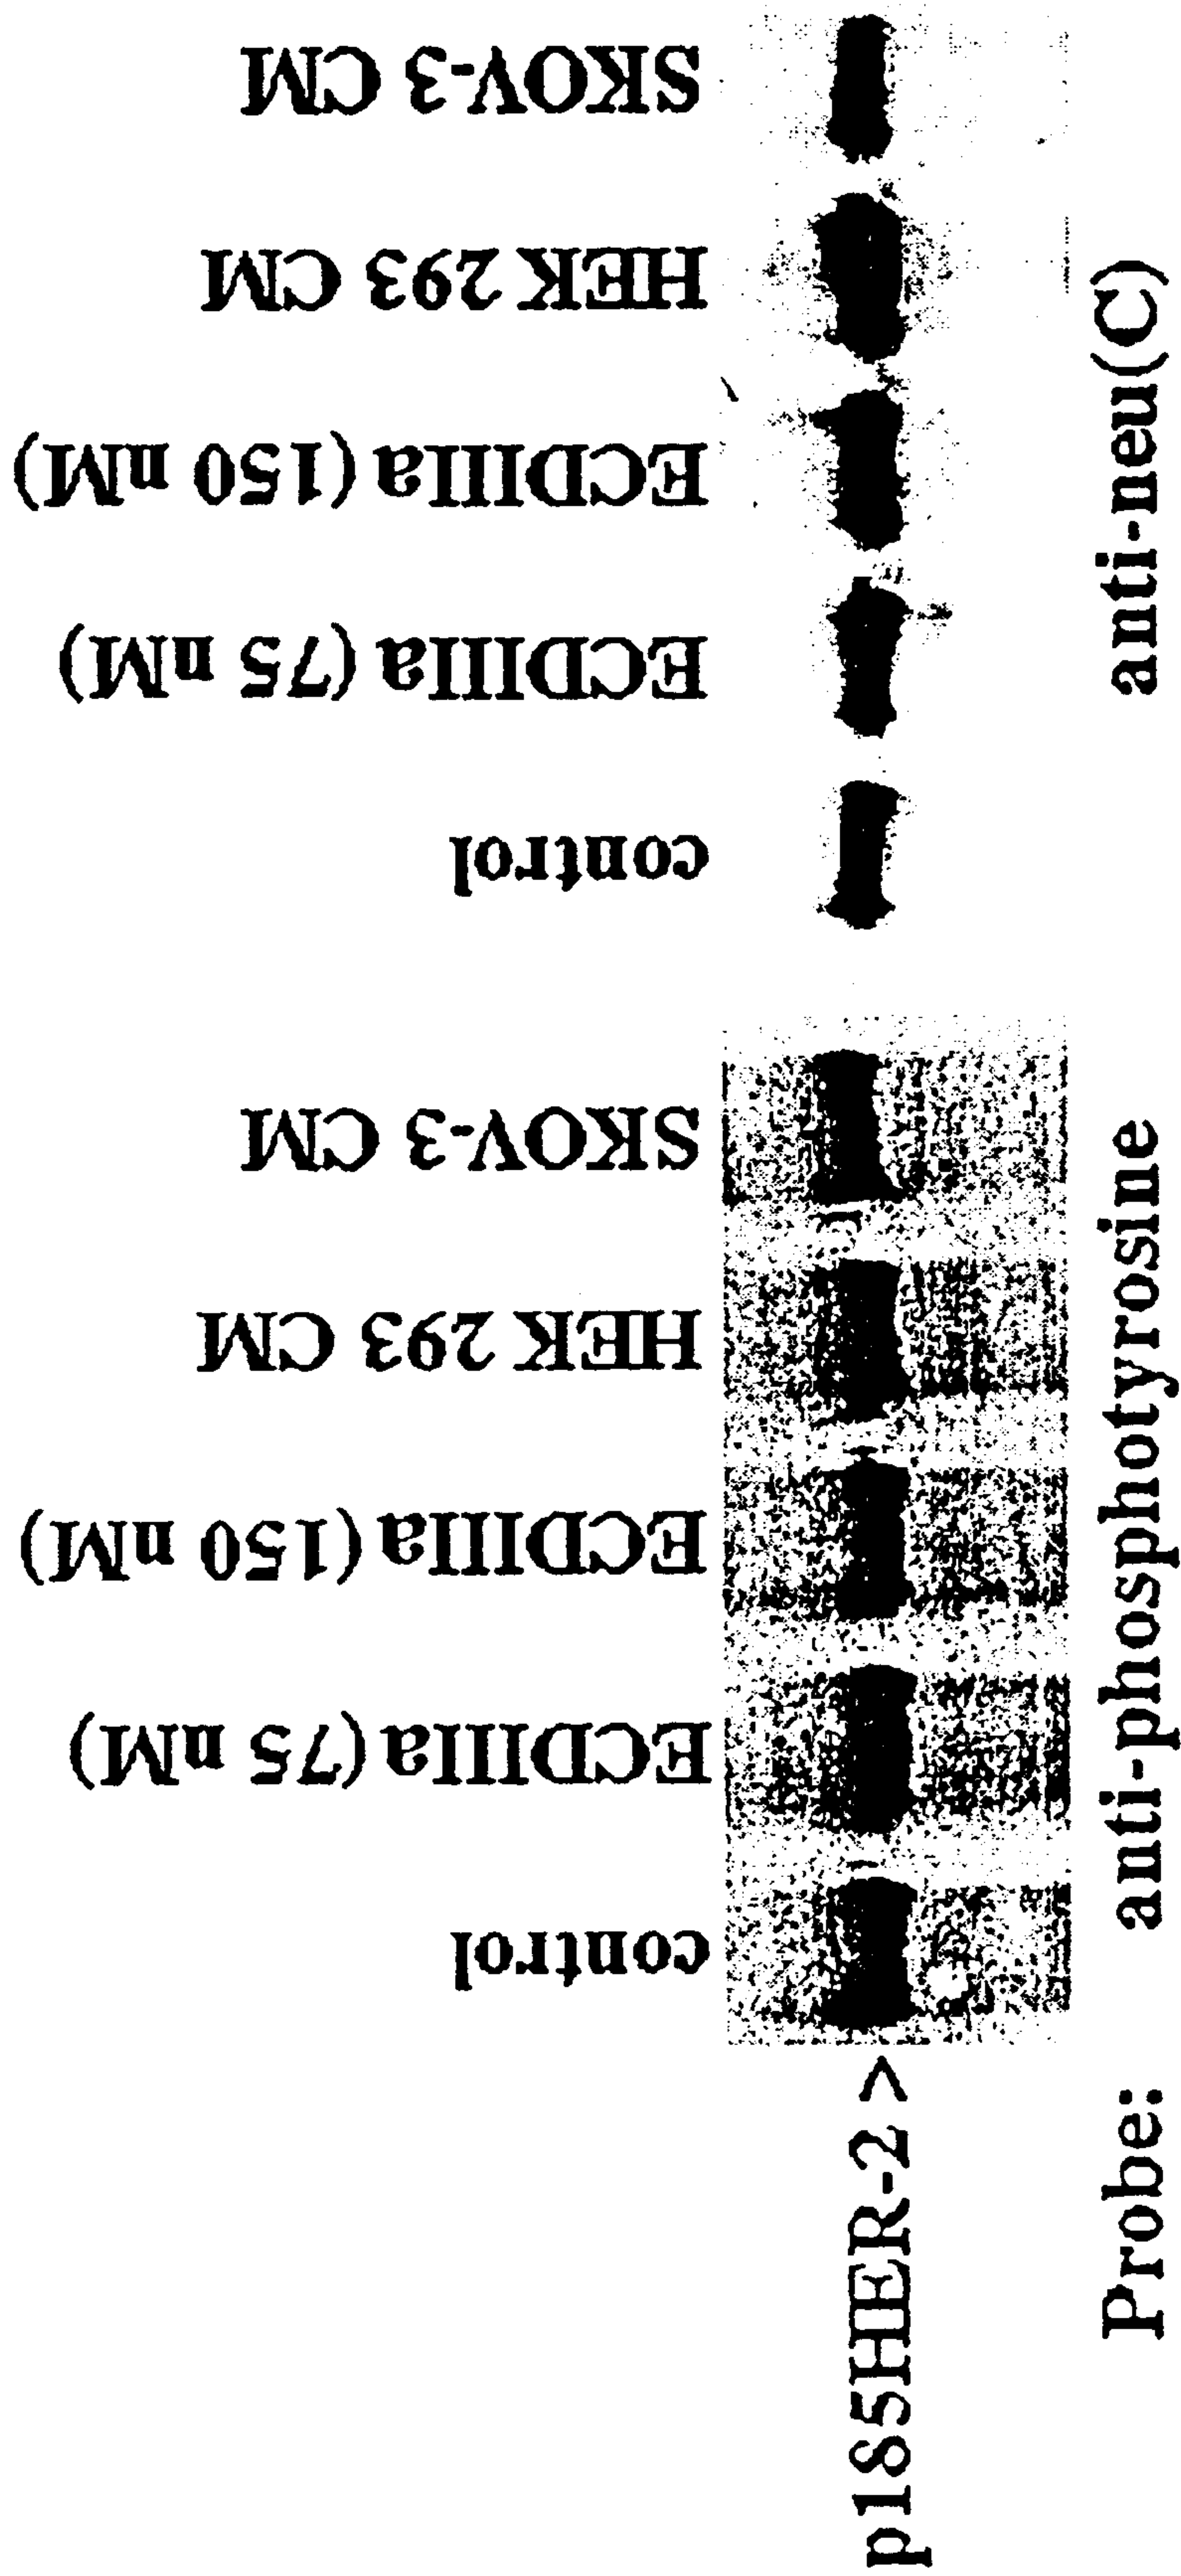 control
ECDIIIa (75 nM)
ECDIIIa (150 nM)
HEK 293 CM
SKOV-3 CM
control
ECDIIIa (75 nM)
ECDIIIa (150 nM)
HEK 293 CM
SKOV-3 CM
p185HER-2 >
Probe: anti-phosphotyrosine anti-neu(C)